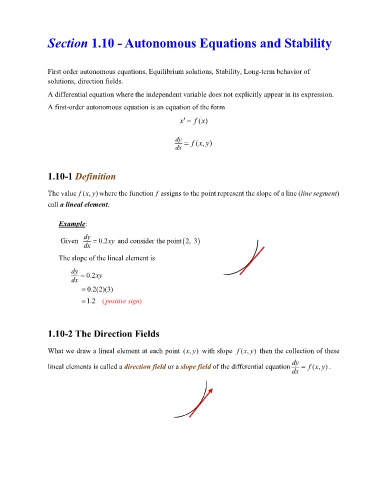 Section 1.10 - Autonomous Equations and Stability
First order autonomous equations, Equilibrium solutions, Stability, Long-term behavior of
solutions, direction fields.
A differential equation where the independent variable does not explicitly appear in its expression.
A first-order autonomous equation is an equation of the form
x' = f(x)
dy/dx = f(x, y)
1.10-1 Definition
The value f(x, y) where the function f assigns to the point represent the slope of a line (line segment)
call a lineal element.
Example:
Given dy/dx = 0.2xy and consider the point (2, 3)
The slope of the lineal element is
dy/dx = 0.2xy
= 0.2(2)(3)
= 1.2 (positive sign)
1.10-2 The Direction Fields
What we draw a lineal element at each point (x, y) with slope f(x, y) then the collection of these
lineal elements is called a direction field or a slope field of the differential equation dy/dx = f(x, y).